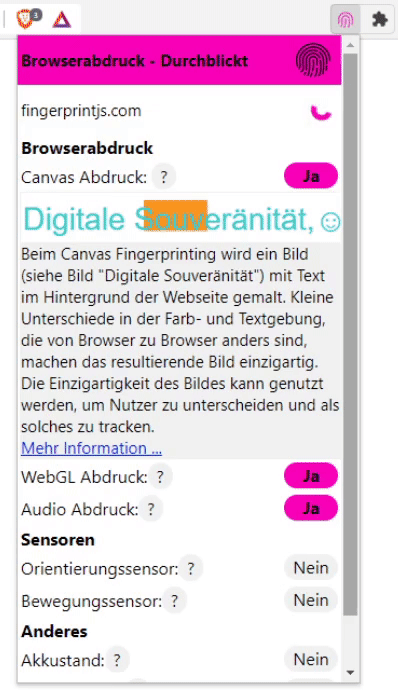 3
Browserabdruck - Durchblickt
fingerprintjs.com
Browserabdruck
Canvas Abdruck: ? Ja
Digitale Souveränität,☺
Beim Canvas Fingerprinting wird ein Bild
(siehe Bild "Digitale Souveränität") mit Text
im Hintergrund der Webseite gemalt. Kleine
Unterschiede in der Farb- und Textgebung,
die von Browser zu Browser anders sind,
machen das resultierende Bild einzigartig.
Die Einzigartigkeit des Bildes kann genutzt
werden, um Nutzer zu unterscheiden und als
solches zu tracken.
Mehr Information ...
WebGL Abdruck: ? Ja
Audio Abdruck: ? Ja
Sensoren
Orientierungssensor: ? Nein
Bewegungssensor: ? Nein
Anderes
Akkustand: ? Nein